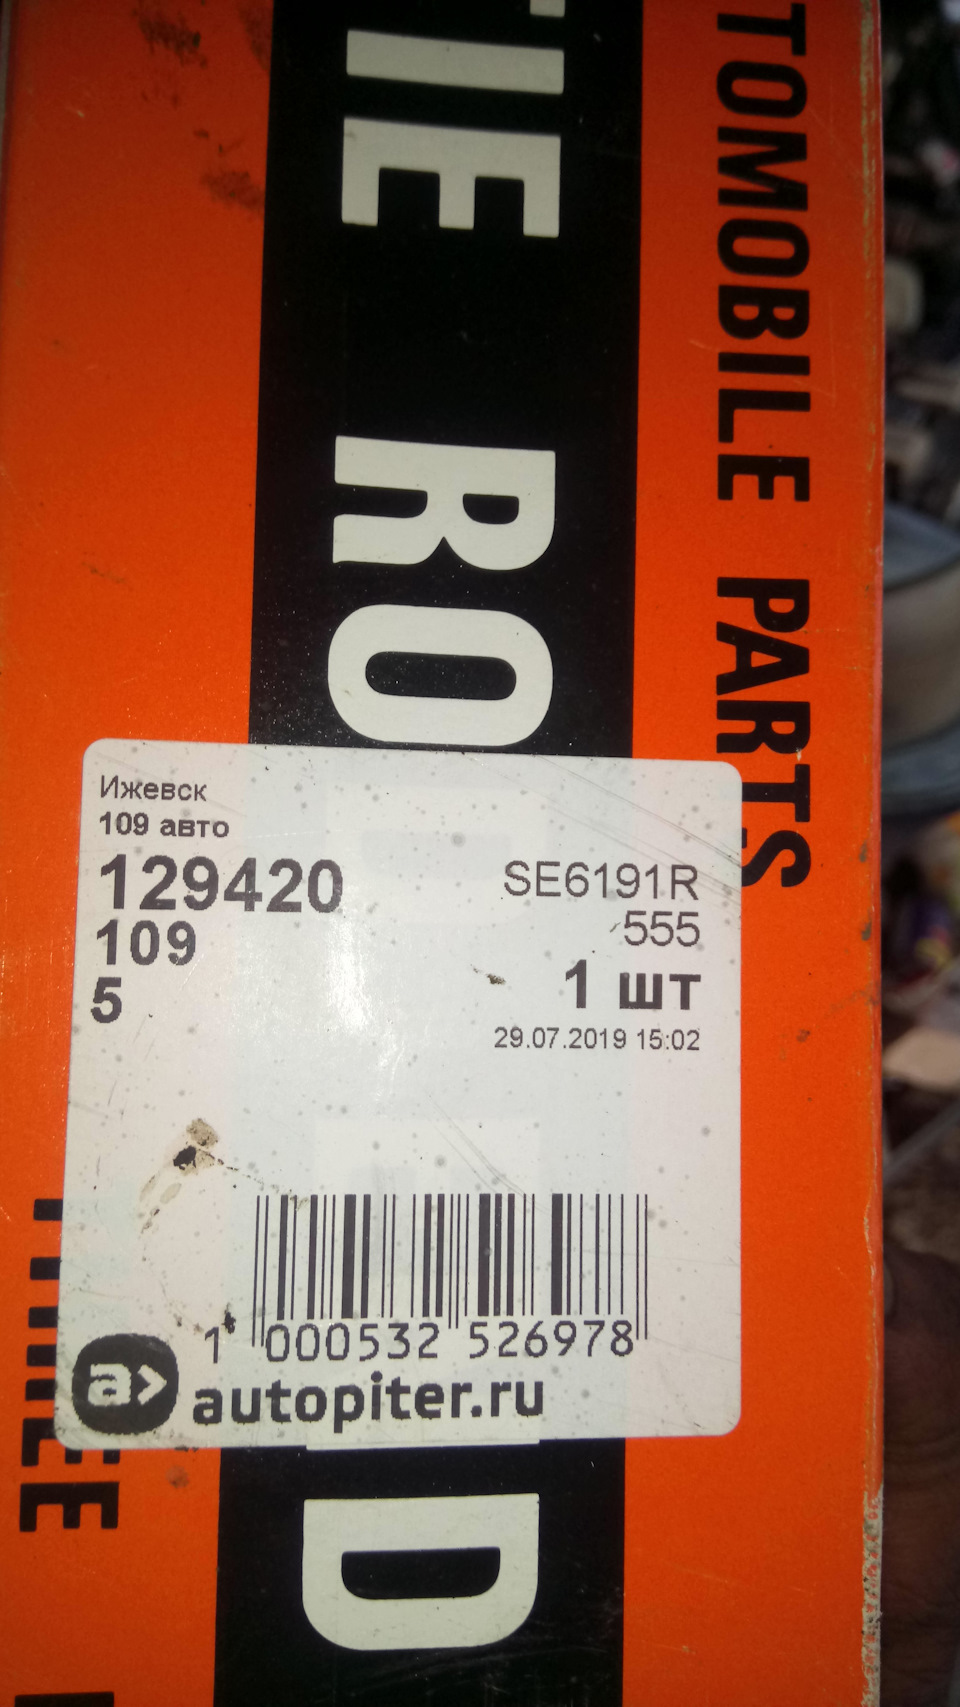 TOMOBILE PARTS
TIE RO
D
Ижевск
109 авто
129420
109
5
SE6191R
555
1 шт
29.07.2019 15:02
1 000532 526978
a>
autopiter.ru